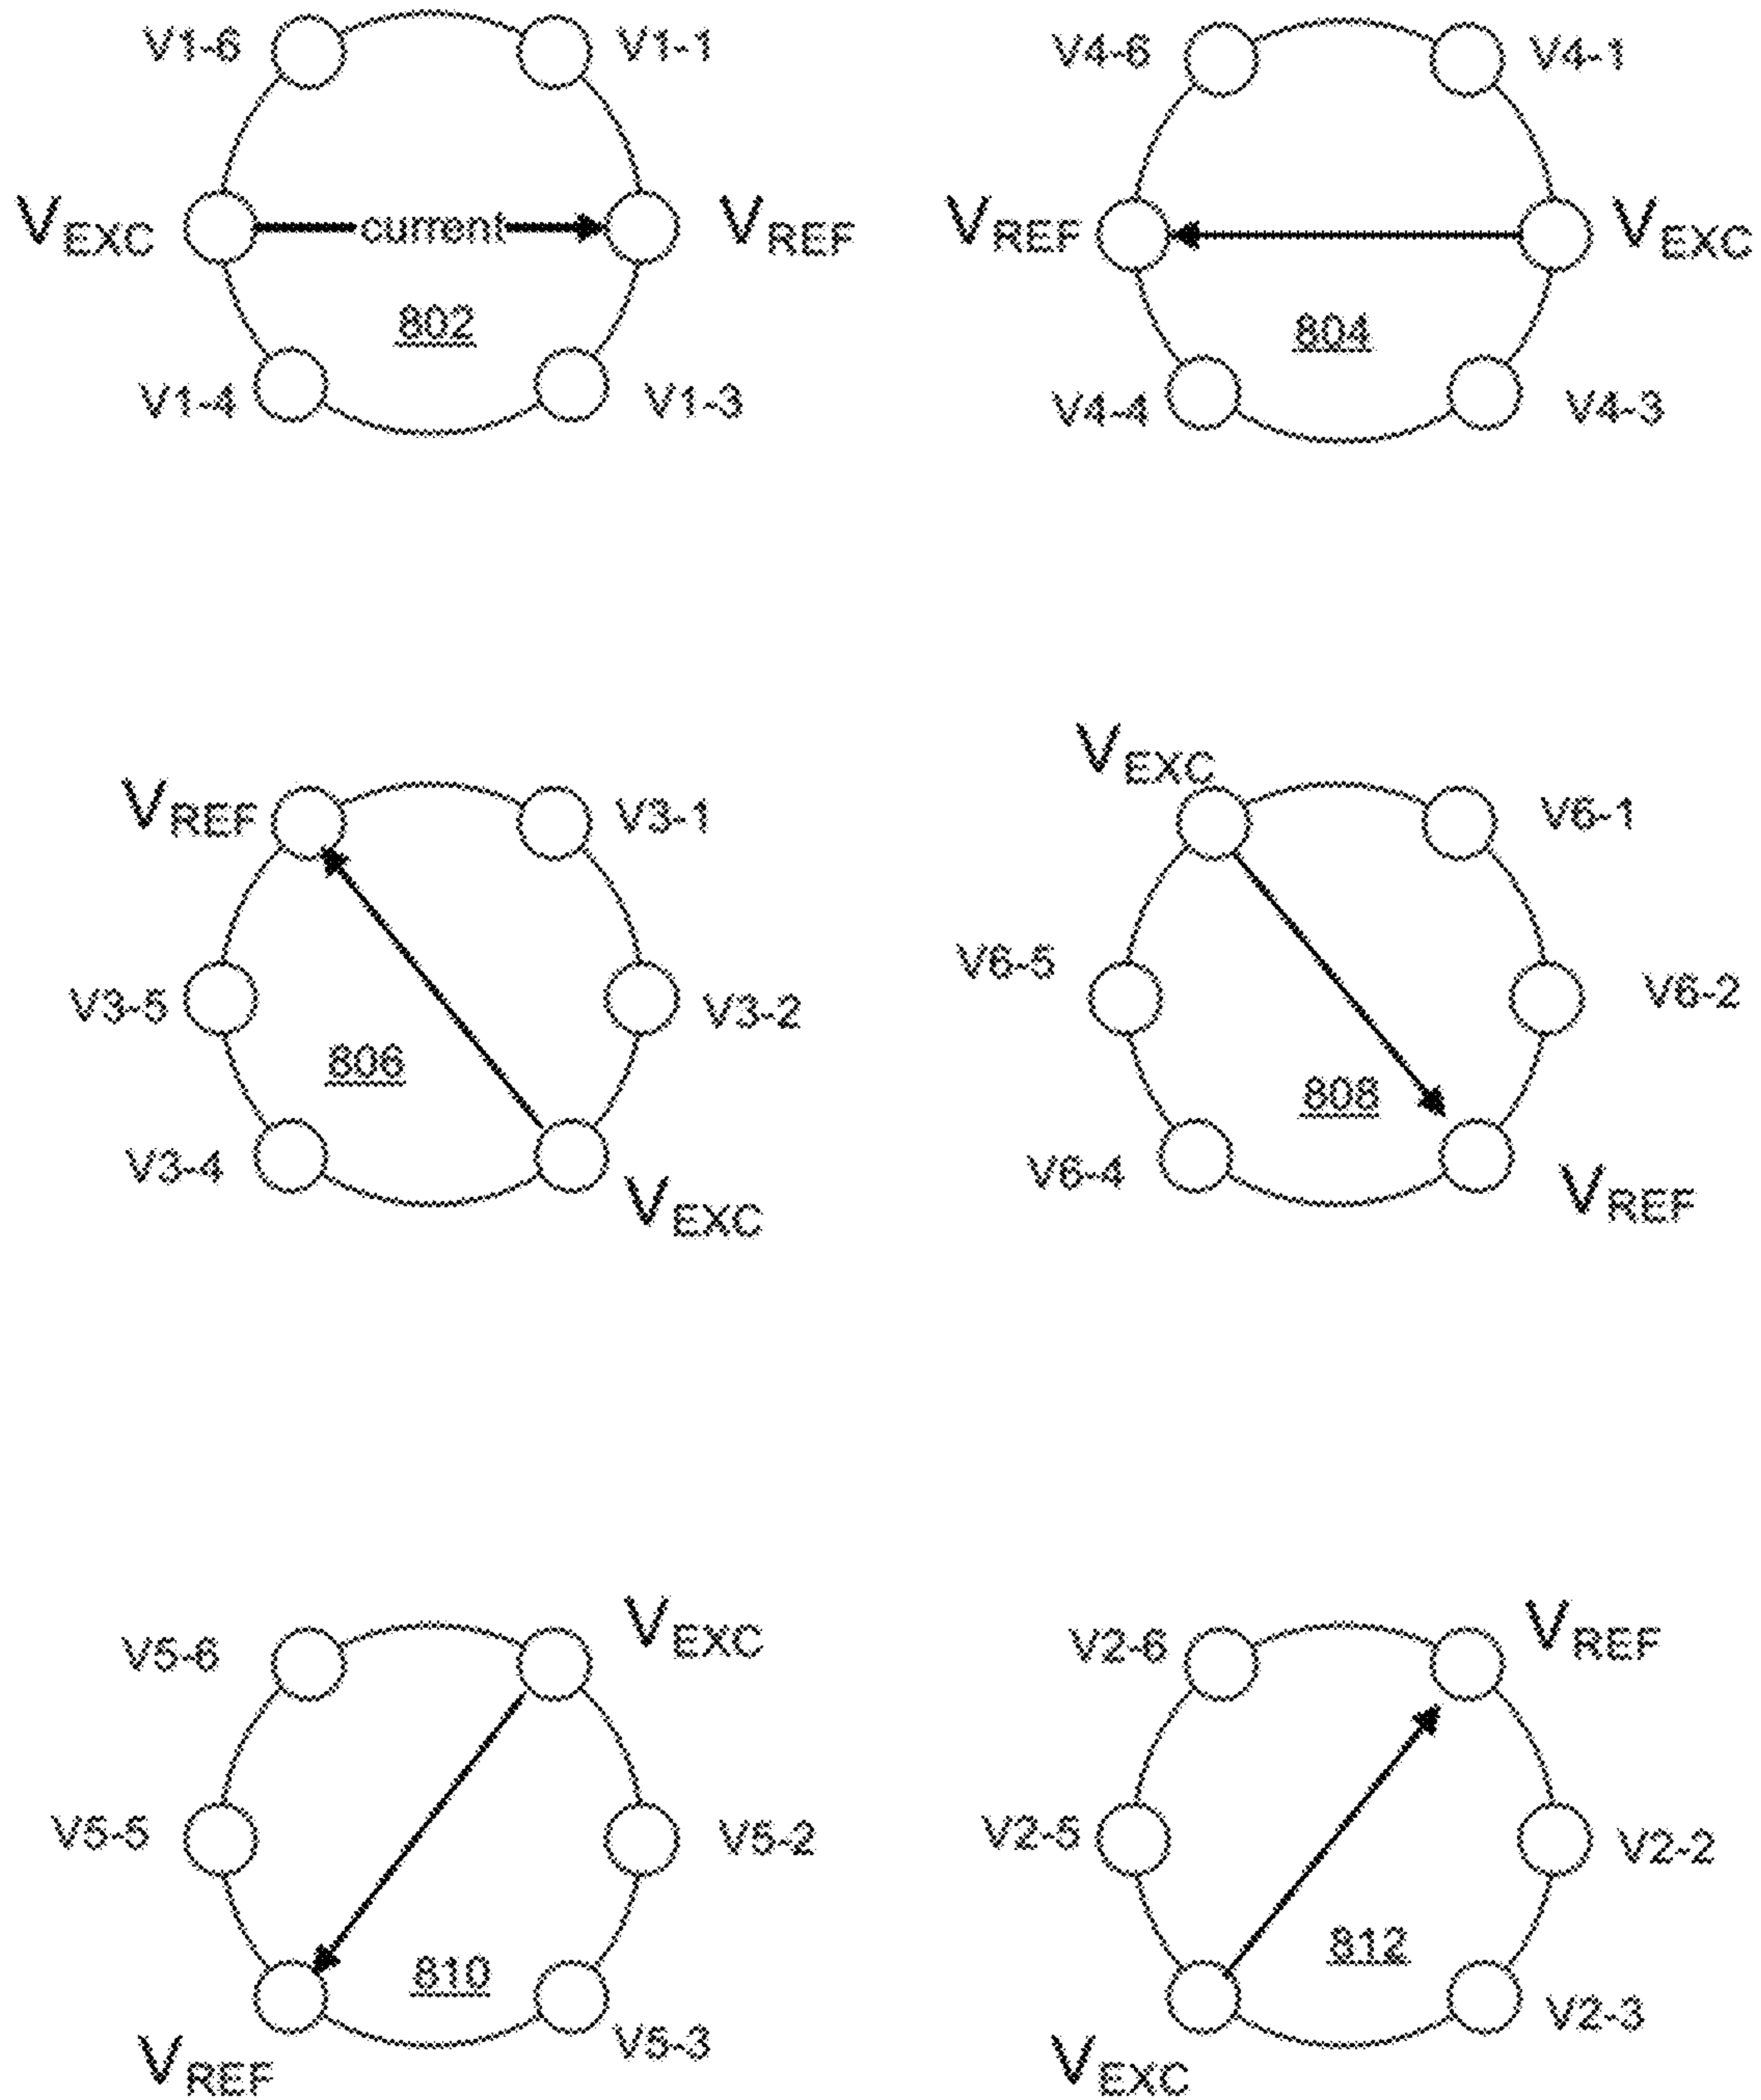 V1-6
V1-1
V4-6
V4-1
VEXC
current
VREF
VREF
VEXC
802
804
V1-4
V1-3
V4-4
V4-3
VREF
V3-1
VEXC
V6-1
V3-5
V3-2
V6-5
V6-2
806
808
V3-4
VEXC
V6-4
VREF
V5-6
VEXC
V2-6
VREF
V5-5
V5-2
V2-5
V2-2
810
812
VREF
V5-3
VEXC
V2-3